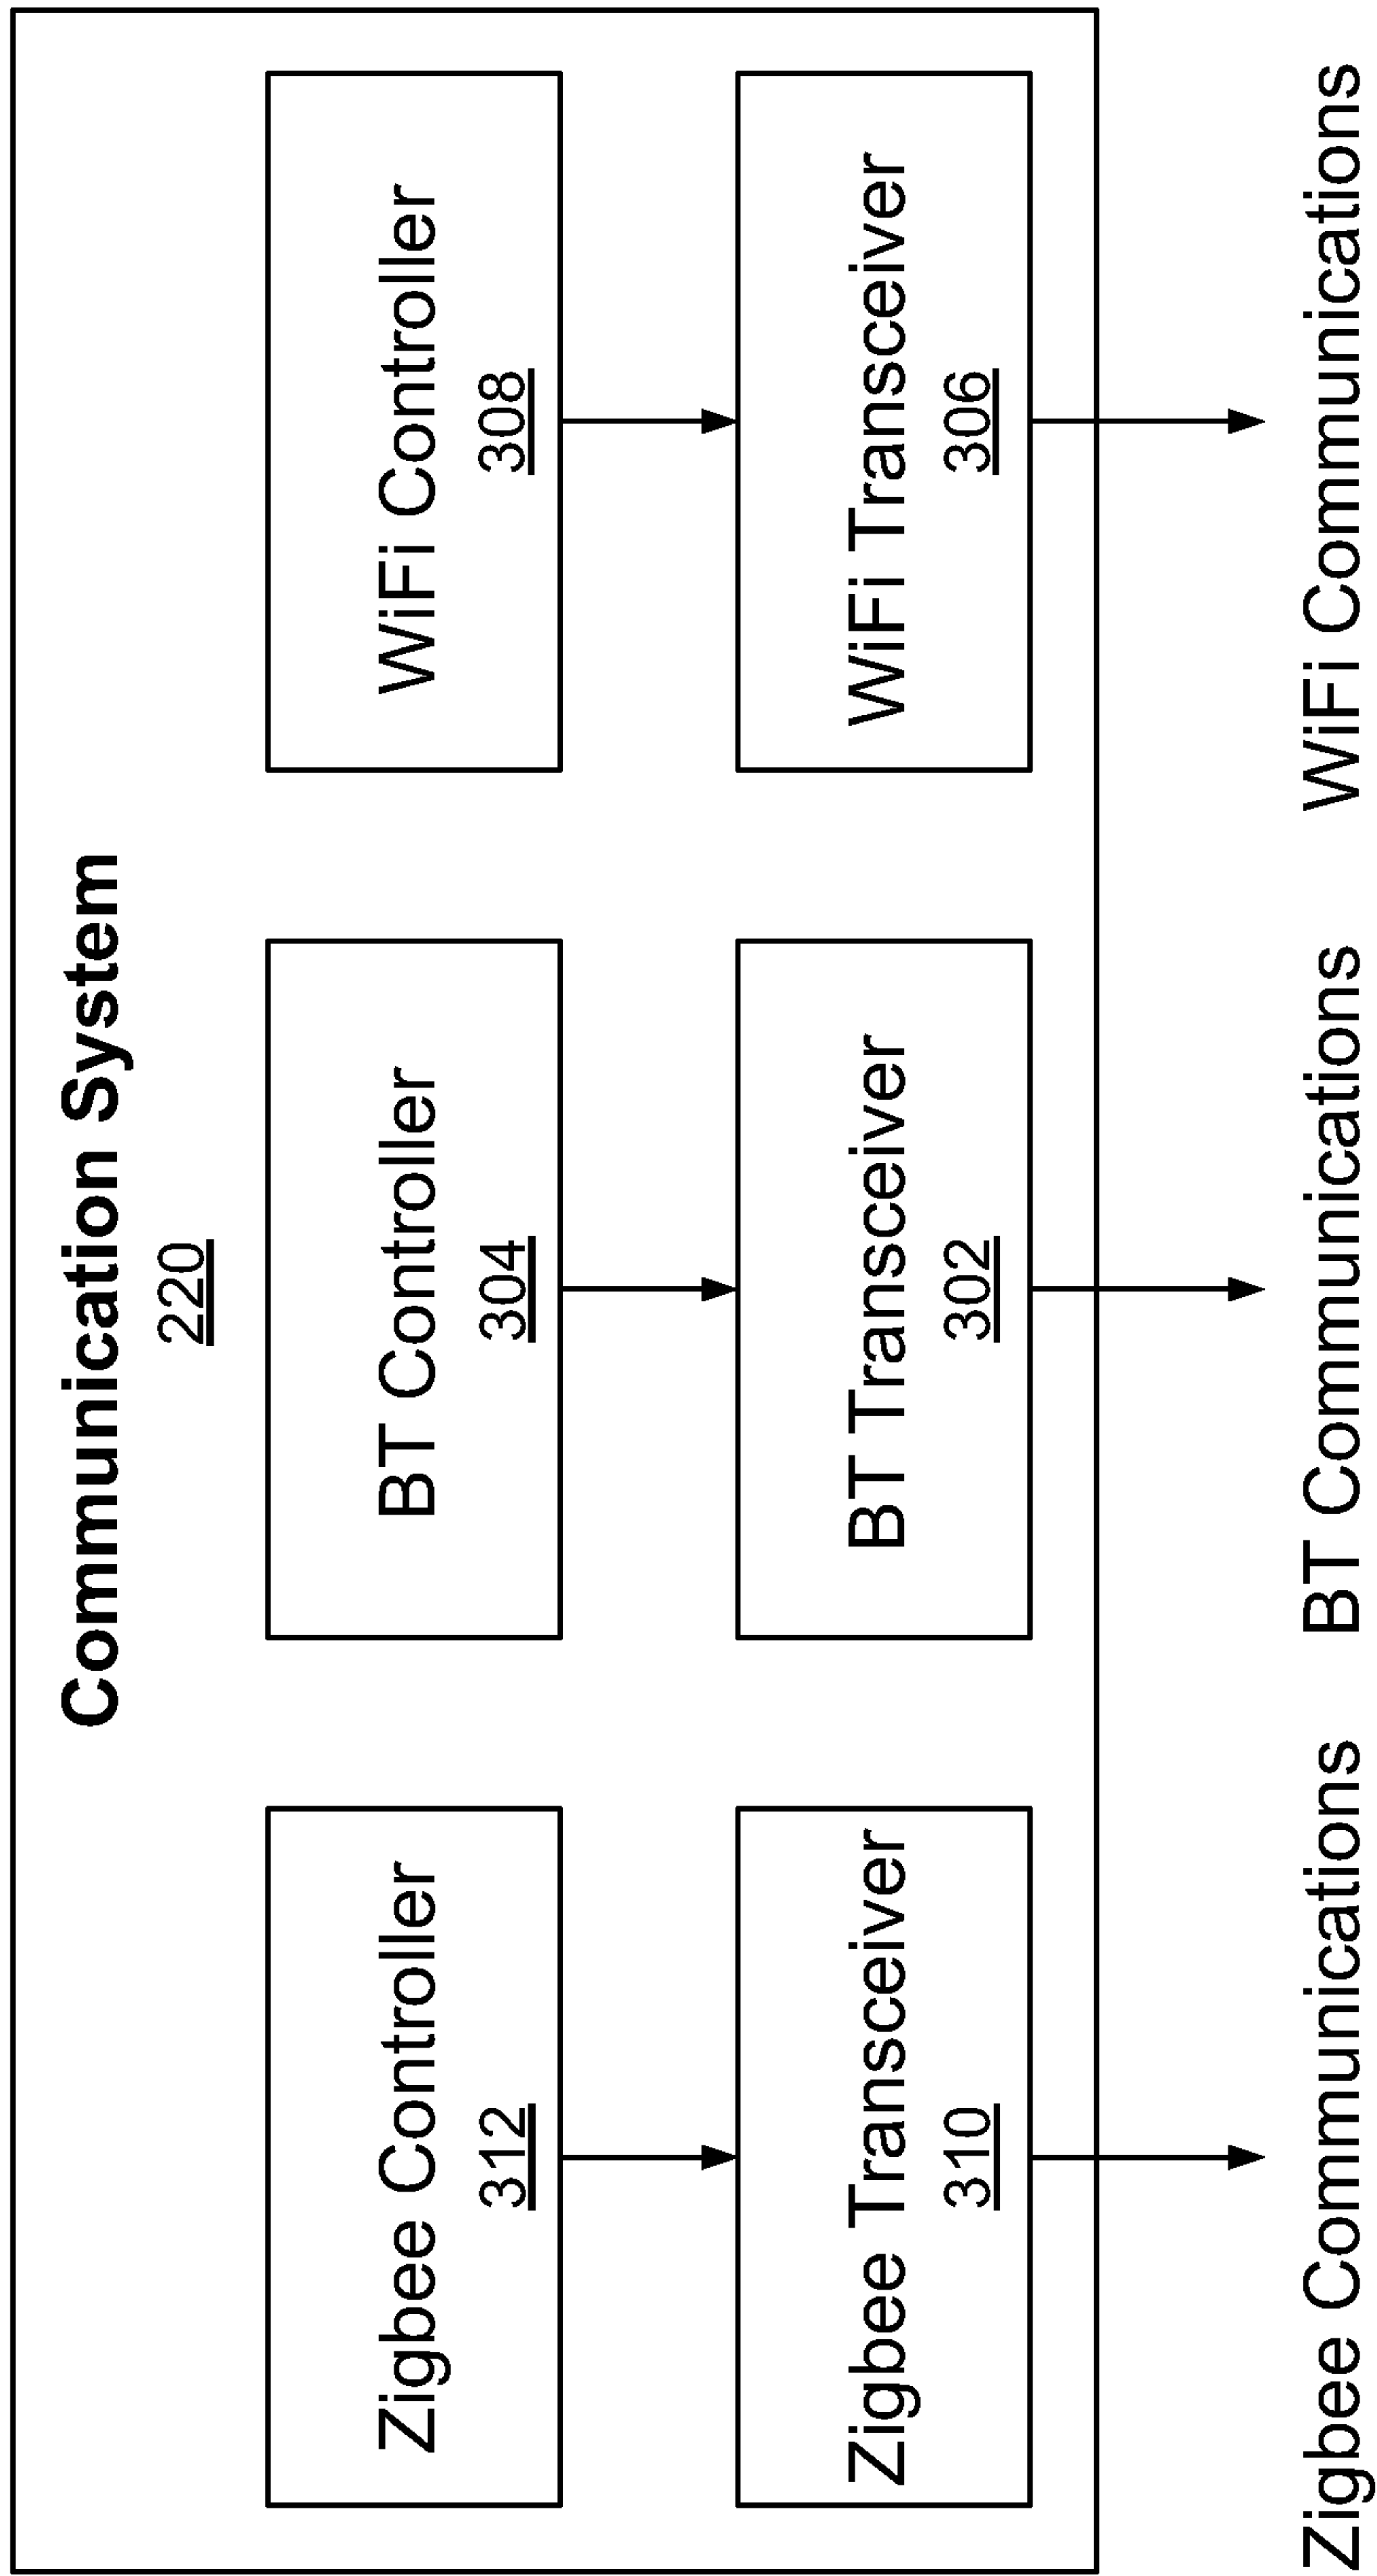 Communication System
220
Zigbee Controller
312
BT Controller
304
WiFi Controller
308
Zigbee Transceiver
310
BT Transceiver
302
WiFi Transceiver
306
Zigbee Communications
BT Communications
WiFi Communications